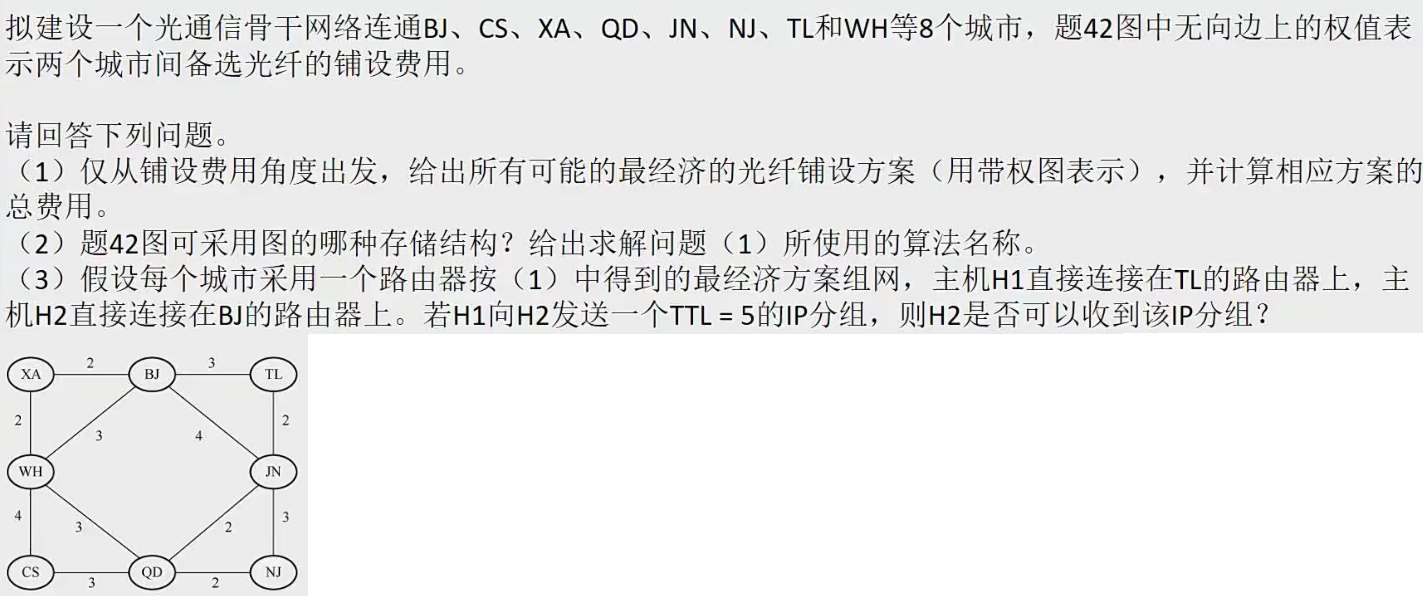 拟建设一个光通信骨干网络连通BJ、CS、XA、QD、JN、NJ、TL和WH等8个城市，题42图中无向边上的权值表
示两个城市间备选光纤的铺设费用。
请回答下列问题。
（1）仅从铺设费用角度出发，给出所有可能的最经济的光纤铺设方案（用带权图表示），并计算相应方案的
总费用。
（2）题42图可采用图的哪种存储结构？给出求解问题（1）所使用的算法名称。
（3）假设每个城市采用一个路由器按（1）中得到的最经济方案组网，主机H1直接连接在TL的路由器上，主
机H2直接连接在BJ的路由器上。若H1向H2发送一个TTL = 5的IP分组，则H2是否可以收到该IP分组？
XA 2 BJ 3 TL
2 3 4 2
WH JN
4 3 2 3
CS 3 QD 2 NJ